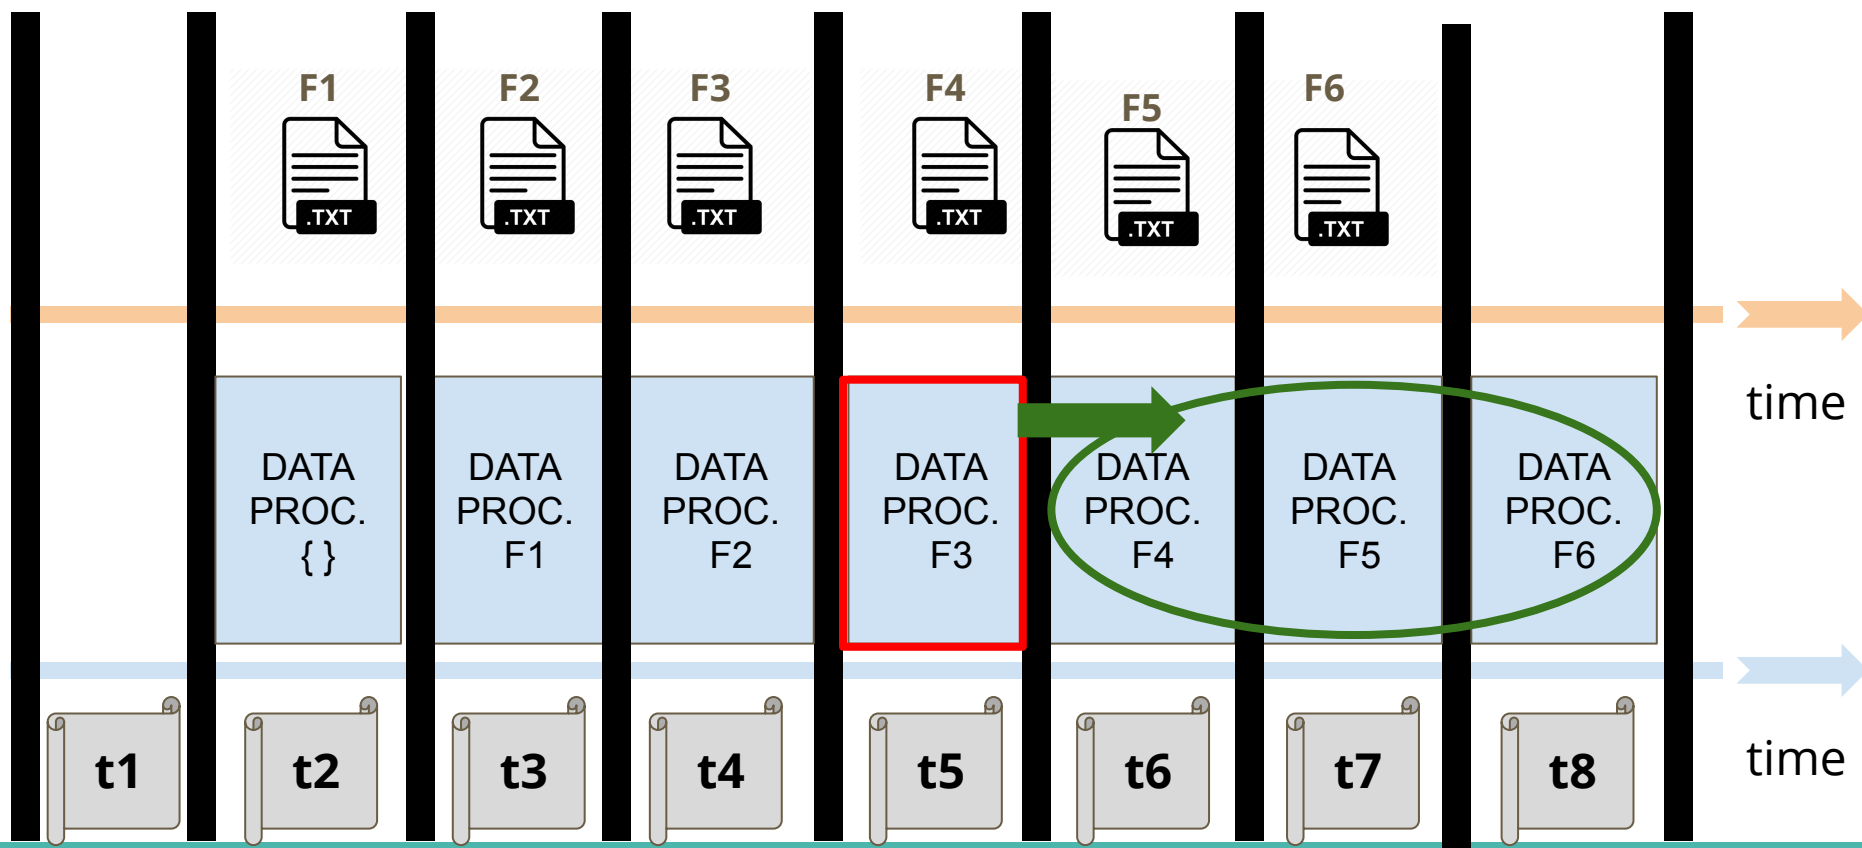 F1
F2
F3
F4
F5
F6
.TXT
.TXT
.TXT
.TXT
.TXT
.TXT
time
DATA
PROC.
{ }
DATA
PROC.
F1
DATA
PROC.
F2
DATA
PROC.
F3
DATA
PROC.
F4
DATA
PROC.
F5
DATA
PROC.
F6
time
t1
t2
t3
t4
t5
t6
t7
t8